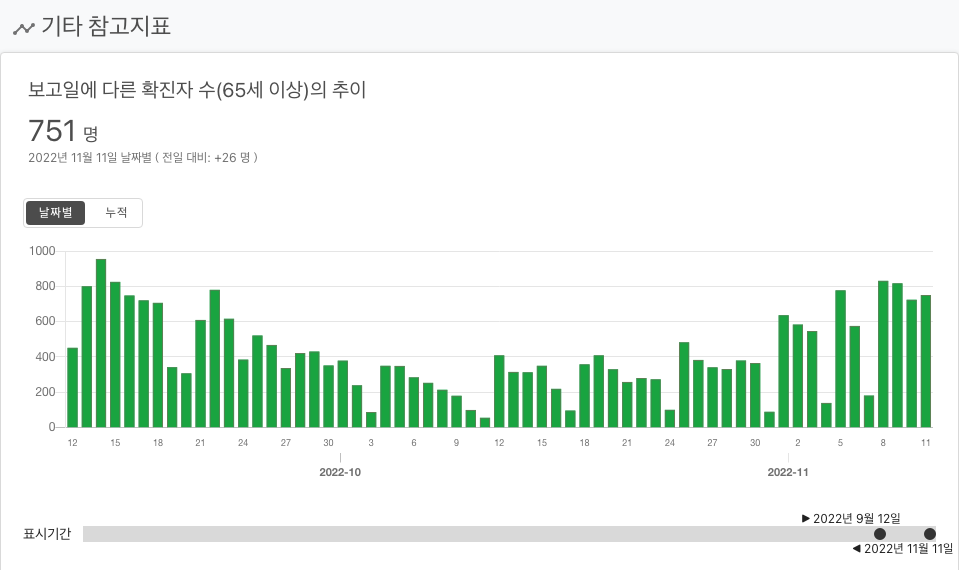 기타 참고지표
보고일에 다른 확진자 수(65세 이상)의 추이
751 명
2022년 11월 11일 날짜별 ( 전일 대비: +26 명 )
날짜별 누적
1000
800
600
400
200
0
12 15 18 21 24 27 30 3 6 9 12 15 18 21 24 27 30 2 5 8 11
2022-10 2022-11
▶ 2022년 9월 12일
표시기간
◀ 2022년 11월 11일